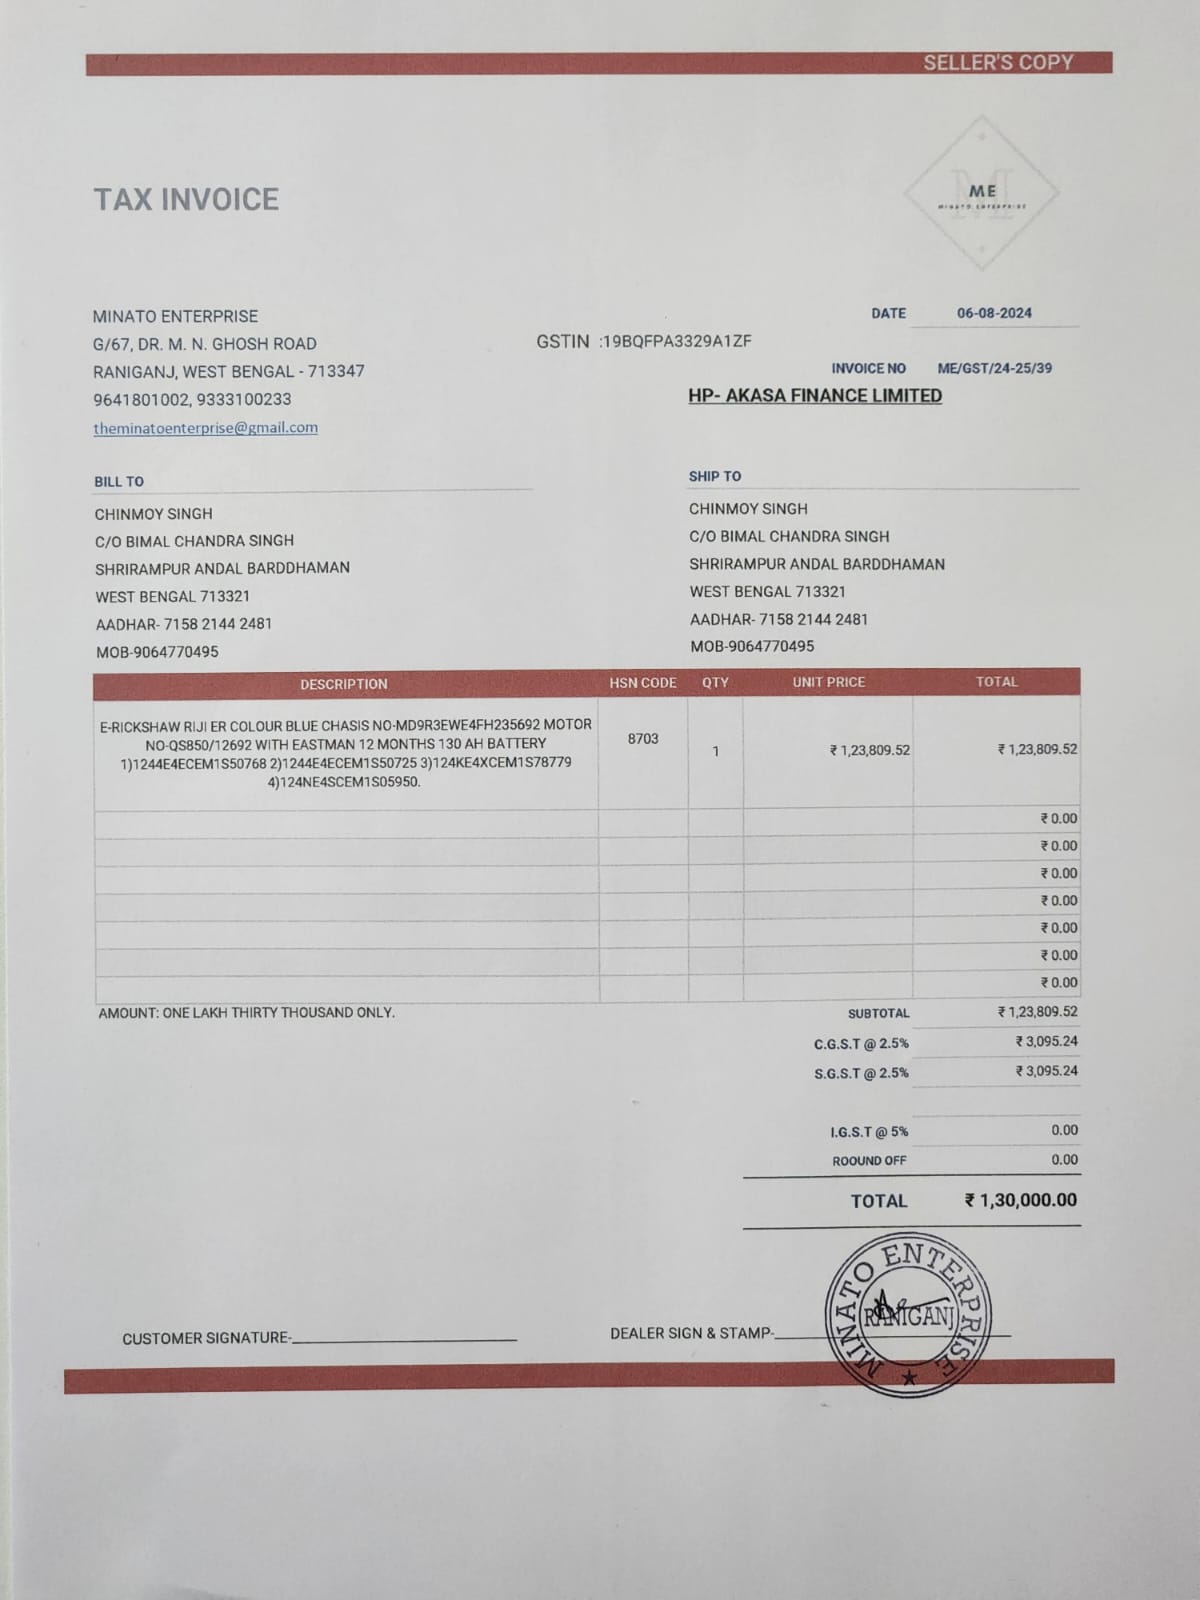 SELLER'S COPY
TAX INVOICE
ME
MINATO ENTERPRISE
MINATO ENTERPRISE
G/67, DR. M. N. GHOSH ROAD
RANIGANJ, WEST BENGAL - 713347
9641801002, 9333100233
theminatoenterprise@gmail.com
GSTIN :19BQFPA3329A1ZF
DATE 06-08-2024
INVOICE NO ME/GST/24-25/39
HP- AKASA FINANCE LIMITED
BILL TO
CHINMOY SINGH
C/O BIMAL CHANDRA SINGH
SHRIRAMPUR ANDAL BARDDHAMAN
WEST BENGAL 713321
AADHAR- 7158 2144 2481
MOB-9064770495
SHIP TO
CHINMOY SINGH
C/O BIMAL CHANDRA SINGH
SHRIRAMPUR ANDAL BARDDHAMAN
WEST BENGAL 713321
AADHAR- 7158 2144 2481
MOB-9064770495
DESCRIPTION HSN CODE QTY UNIT PRICE TOTAL
E-RICKSHAW RIJI ER COLOUR BLUE CHASIS NO-MD9R3EWE4FH235692 MOTOR
NO-QS850/12692 WITH EASTMAN 12 MONTHS 130 AH BATTERY
1)1244E4ECEM1S50768 2)1244E4ECEM1S50725 3)124KE4XCEM1S78779
4)124NE4SCEM1S05950.
8703 1 ₹ 1,23,809.52 ₹ 1,23,809.52
₹ 0.00
₹ 0.00
₹ 0.00
₹ 0.00
₹ 0.00
₹ 0.00
₹ 0.00
AMOUNT: ONE LAKH THIRTY THOUSAND ONLY.
SUBTOTAL ₹ 1,23,809.52
C.G.S.T @ 2.5% ₹ 3,095.24
S.G.S.T @ 2.5% ₹ 3,095.24
I.G.S.T @ 5% 0.00
ROOUND OFF 0.00
TOTAL ₹ 1,30,000.00
CUSTOMER SIGNATURE-
DEALER SIGN & STAMP-
MINATO ENTERPRISE
RANIGANJ